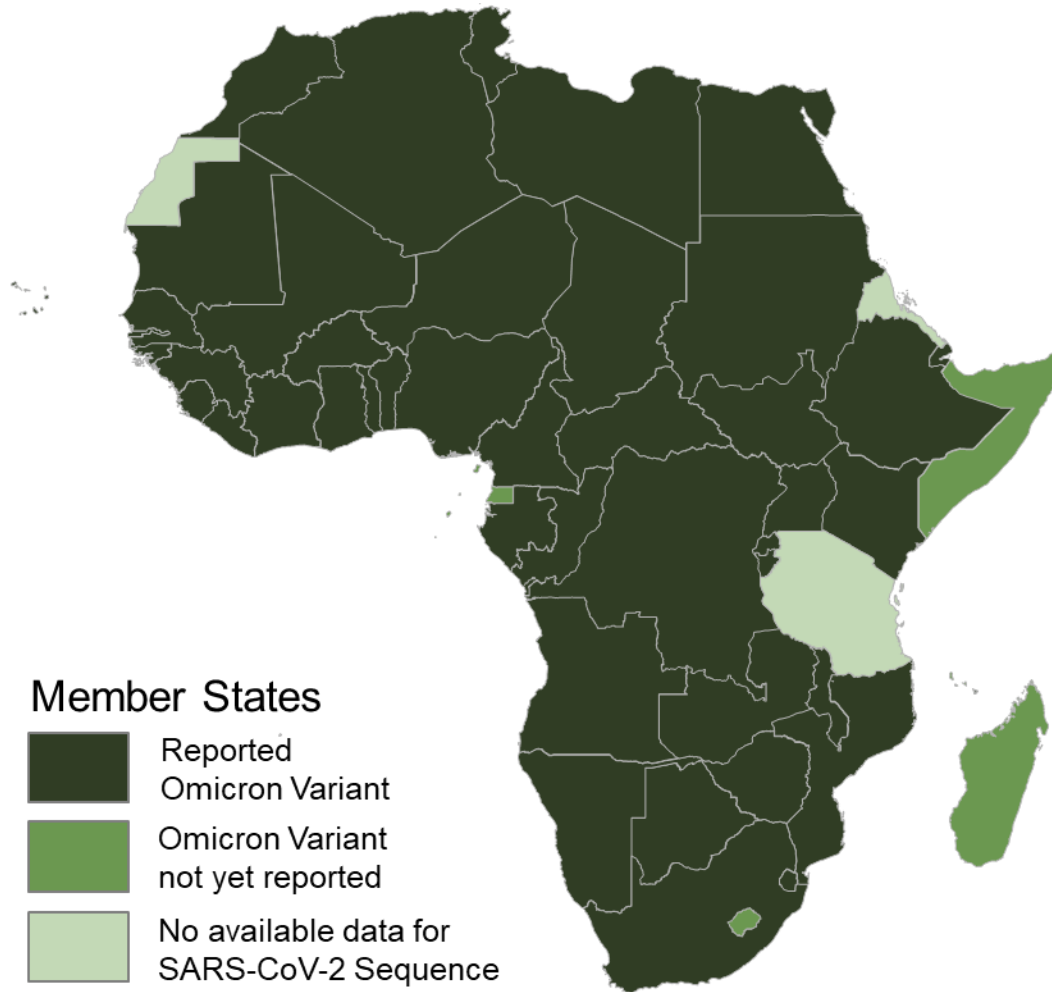 Member States
Reported
Omicron Variant
Omicron Variant
not yet reported
No available data for
SARS-CoV-2 Sequence